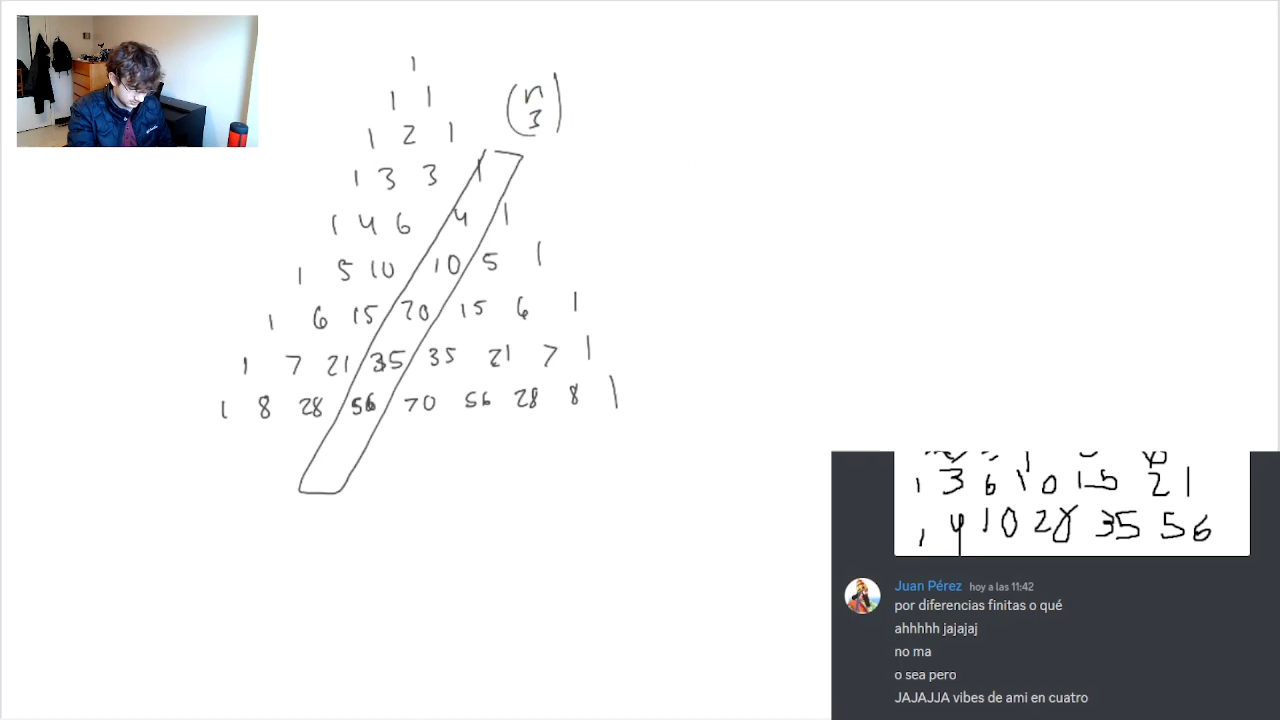 1
1 1
1 2 1
(n 3)
1 3 3 1
1 4 6 4 1
1 5 10 10 5 1
1 6 15 20 15 6 1
1 7 21 35 35 21 7 1
1 8 28 56 70 56 28 8 1
1 3 6 10 15 21
1 4 10 28 35 56
Juan Pérez hoy a las 11:42
por diferencias finitas o qué
ahhhhh jajajaj
no ma
o sea pero
JAJAJJA vibes de ami en cuatro